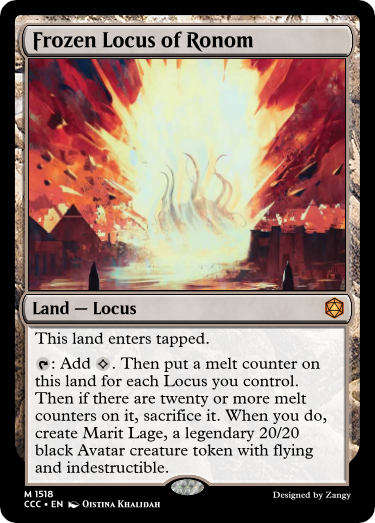 Frozen Locus of Ronom
Land — Locus
This land enters tapped.
: Add . Then put a melt counter on
this land for each Locus you control.
Then if there are twenty or more melt
counters on it, sacrifice it. When you do,
create Marit Lage, a legendary 20/20
black Avatar creature token with flying
and indestructible.
M 1518
CCC • EN Oistina Khalidah
Designed by Zangy